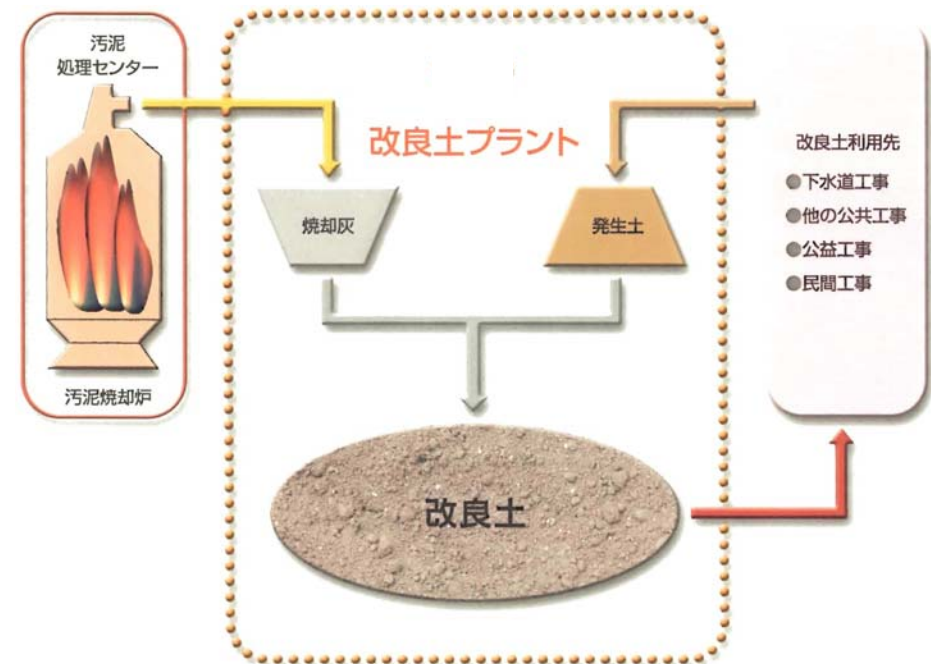 汚泥
処理センター
汚泥焼却炉
改良土プラント
焼却灰
発生土
改良土
改良土利用先
●下水道工事
●他の公共工事
●公益工事
●民間工事